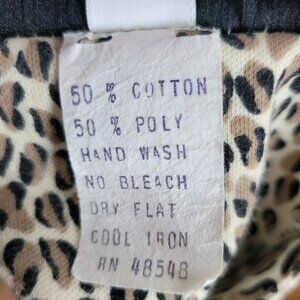 50 % COTTON
50 % POLY
HAND WASH
NO BLEACH
DRY FLAT
COOL IRON
RN 48548